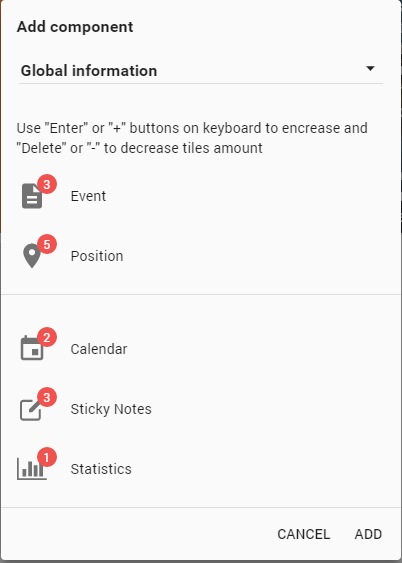 Add component
Global information
Use "Enter" or "+" buttons on keyboard to encrease and
"Delete" or "-" to decrease tiles amount
3
Event
5
Position
2
Calendar
3
Sticky Notes
1
Statistics
CANCEL ADD